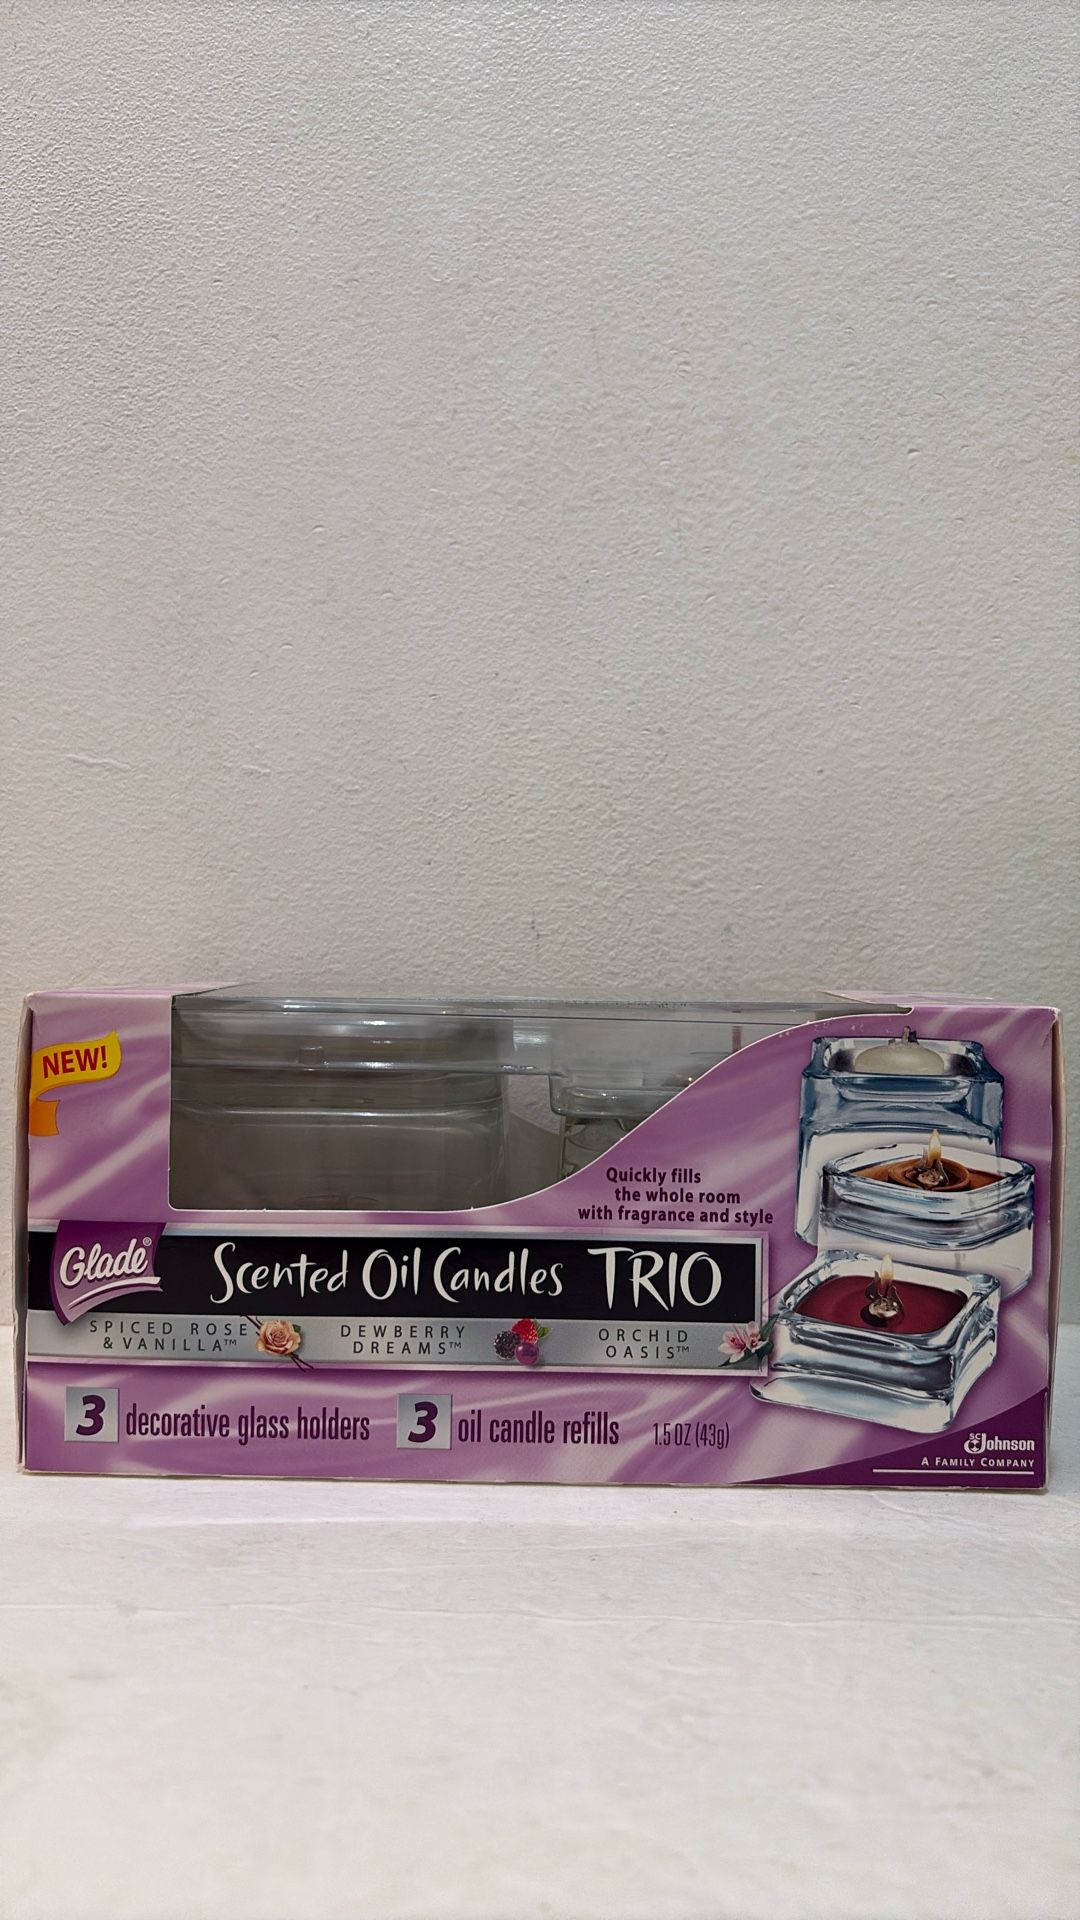 NEW!
Quickly fills
the whole room
with fragrance and style
Glade®
Scented Oil Candles TRIO
SPICED ROSE
& VANILLA™
DEWBERRY
DREAMS™
ORCHID
OASIS™
3 decorative glass holders
3 oil candle refills
1.5 OZ (43g)
SC Johnson
A FAMILY COMPANY